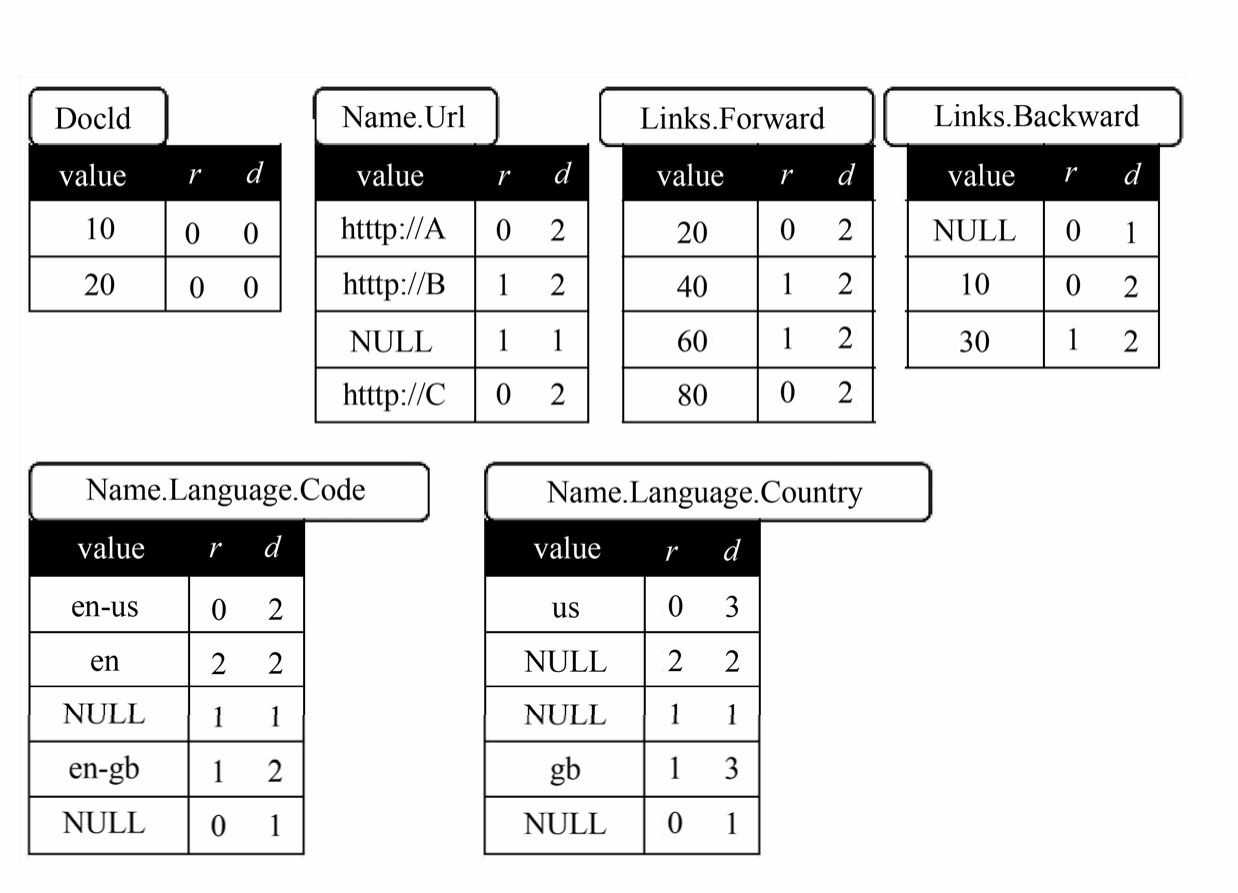 Docld
value r d
10 0 0
20 0 0
Name.Url
value r d
htttp://A 0 2
htttp://B 1 2
NULL 1 1
htttp://C 0 2
Links.Forward
value r d
20 0 2
40 1 2
60 1 2
80 0 2
Links.Backward
value r d
NULL 0 1
10 0 2
30 1 2
Name.Language.Code
value r d
en-us 0 2
en 2 2
NULL 1 1
en-gb 1 2
NULL 0 1
Name.Language.Country
value r d
us 0 3
NULL 2 2
NULL 1 1
gb 1 3
NULL 0 1